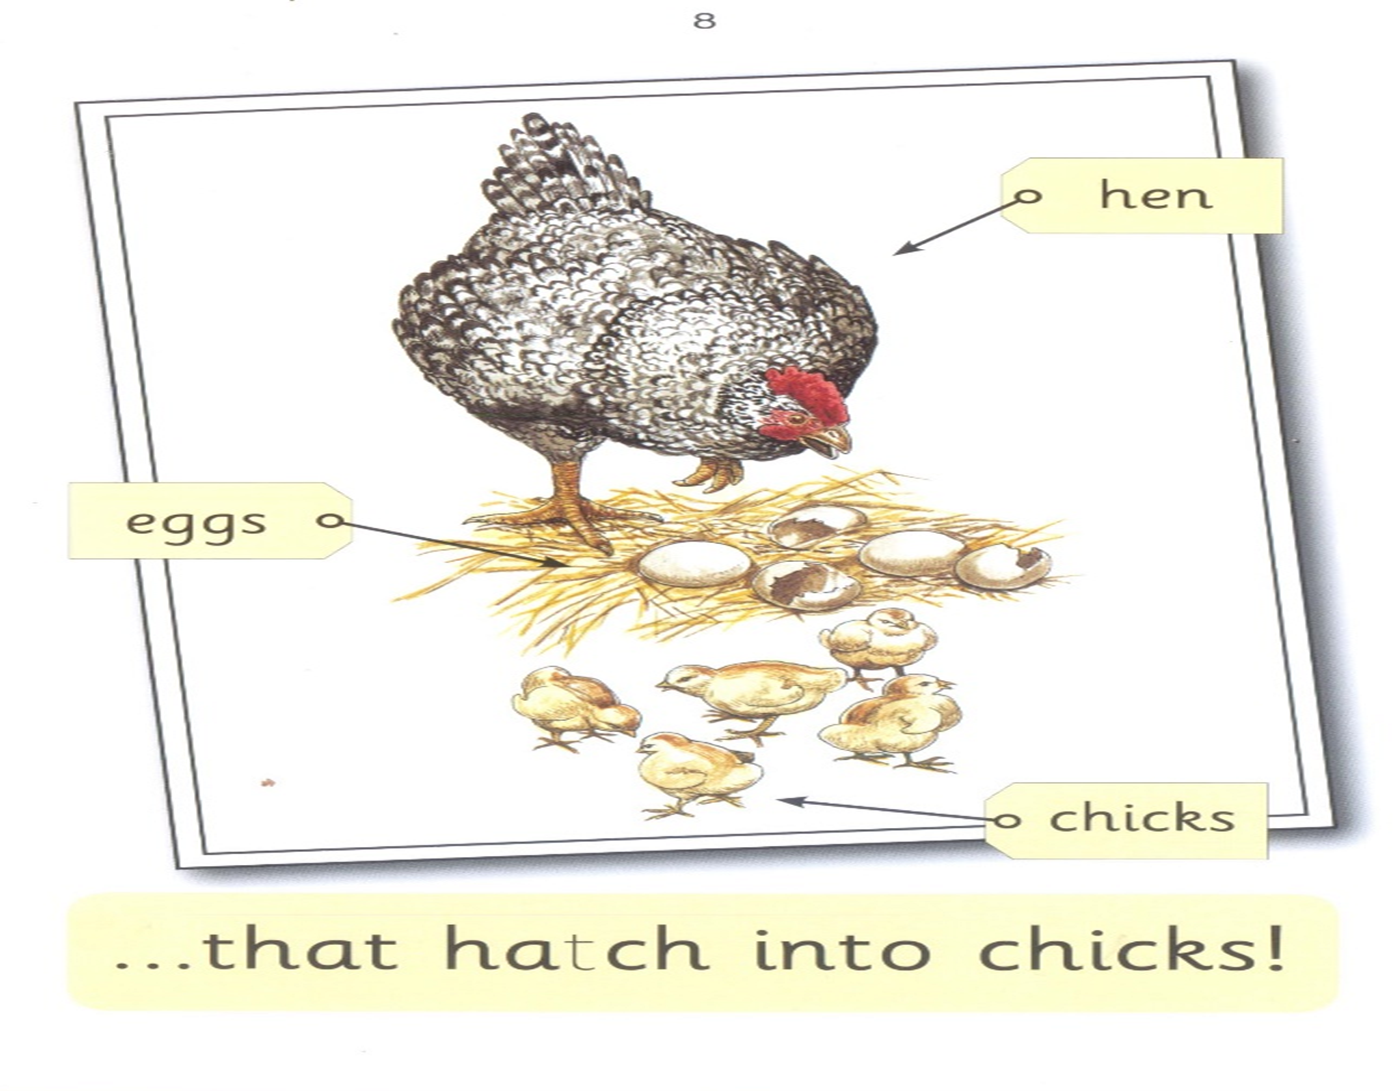 8
hen
eggs
chicks
...that hatch into chicks!